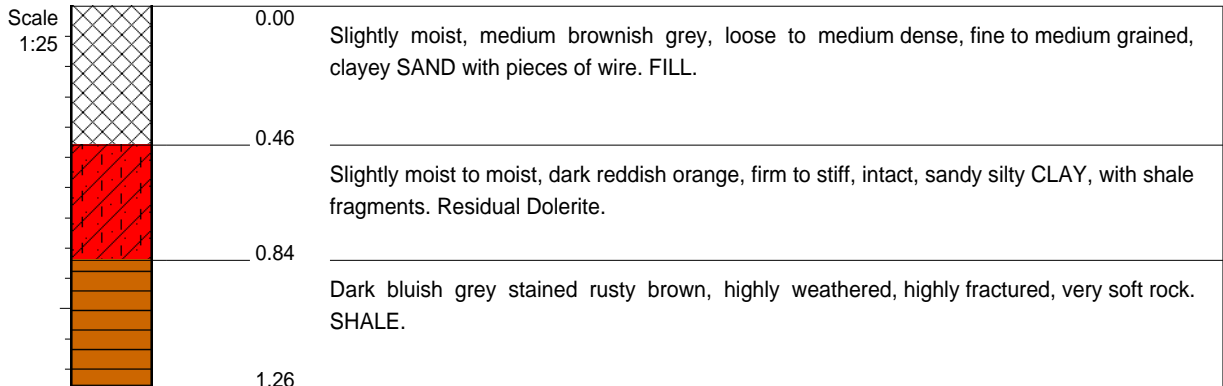 Scale
1:25
0.00
Slightly moist, medium brownish grey, loose to medium dense, fine to medium grained,
clayey SAND with pieces of wire. FILL.
0.46
Slightly moist to moist, dark reddish orange, firm to stiff, intact, sandy silty CLAY, with shale
fragments. Residual Dolerite.
0.84
Dark bluish grey stained rusty brown, highly weathered, highly fractured, very soft rock.
SHALE.
1.26